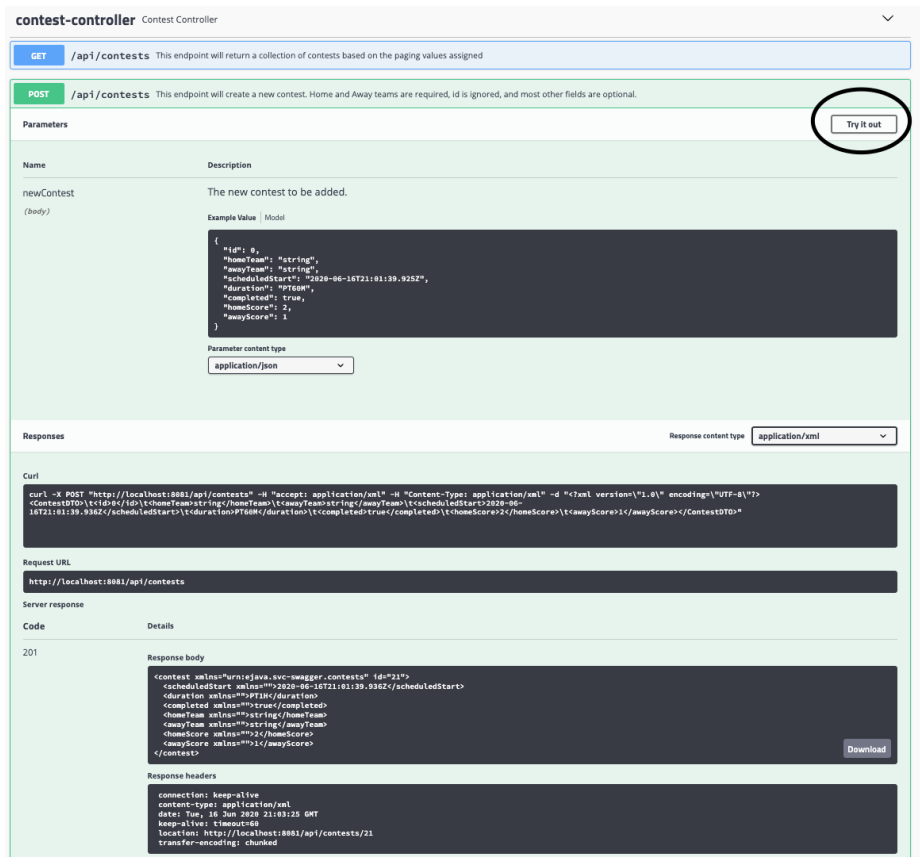 contest-controller Contest Controller
GET /api/contests This endpoint will return a collection of contests based on the paging values assigned
POST /api/contests This endpoint will create a new contest. Home and Away teams are required, id is ignored, and most other fields are optional.
Parameters Try it out
Name Description
newContest The new contest to be added.
(body)
Example Value Model
{
"id": 0,
"homeTeam": "string",
"awayTeam": "string",
"scheduledStart": "2020-06-16T21:01:39.925Z",
"duration": "PT60M",
"completed": true,
"homeScore": 2,
"awayScore": 1
}
Parameter content type
application/json
Responses Response content type application/xml
Curl
curl -X POST "http://localhost:8081/api/contests" -H "accept: application/xml" -H "Content-Type: application/xml" -d "<?xml version=\"1.0\" encoding=\"UTF-8\"?>
<ContestDTO>\t<id>0</id>\t<homeTeam>string</homeTeam>\t<awayTeam>string</awayTeam>\t<scheduledStart>2020-06-
16T21:01:39.936Z</scheduledStart>\t<duration>PT60M</duration>\t<completed>true</completed>\t<homeScore>2</homeScore>\t<awayScore>1</awayScore></ContestDTO>"
Request URL
http://localhost:8081/api/contests
Server response
Code Details
201
Response body
<contest xmlns="urn:ejava.svc-swagger.contests" id="21">
<scheduledStart xmlns="">2020-06-16T21:01:39.936Z</scheduledStart>
<duration xmlns="">PT1H</duration>
<completed xmlns="">true</completed>
<homeTeam xmlns="">string</homeTeam>
<awayTeam xmlns="">string</awayTeam>
<homeScore xmlns="">2</homeScore>
<awayScore xmlns="">1</awayScore>
</contest>
Download
Response headers
connection: keep-alive
content-type: application/xml
date: Tue, 16 Jun 2020 21:03:25 GMT
keep-alive: timeout=60
location: http://localhost:8081/api/contests/21
transfer-encoding: chunked